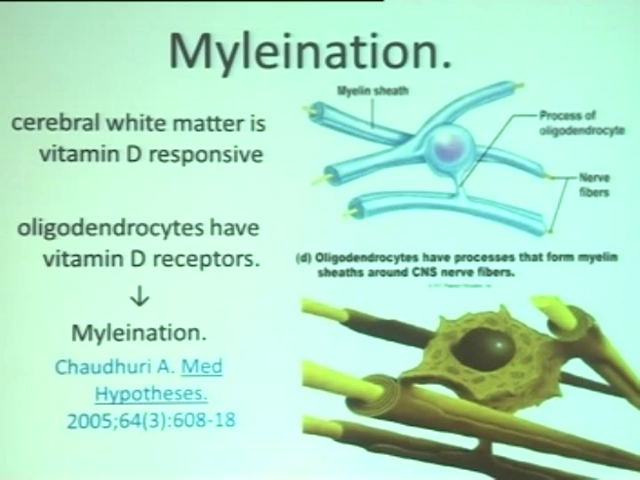 Myleination.
cerebral white matter is
vitamin D responsive
oligodendrocytes have
vitamin D receptors.
↓
Myleination.
Chaudhuri A. Med
Hypotheses.
2005;64(3):608-18
Myelin sheath
Process of
oligodendrocyte
Nerve
fibers
(d) Oligodendrocytes have processes that form myelin
sheaths around CNS nerve fibers.